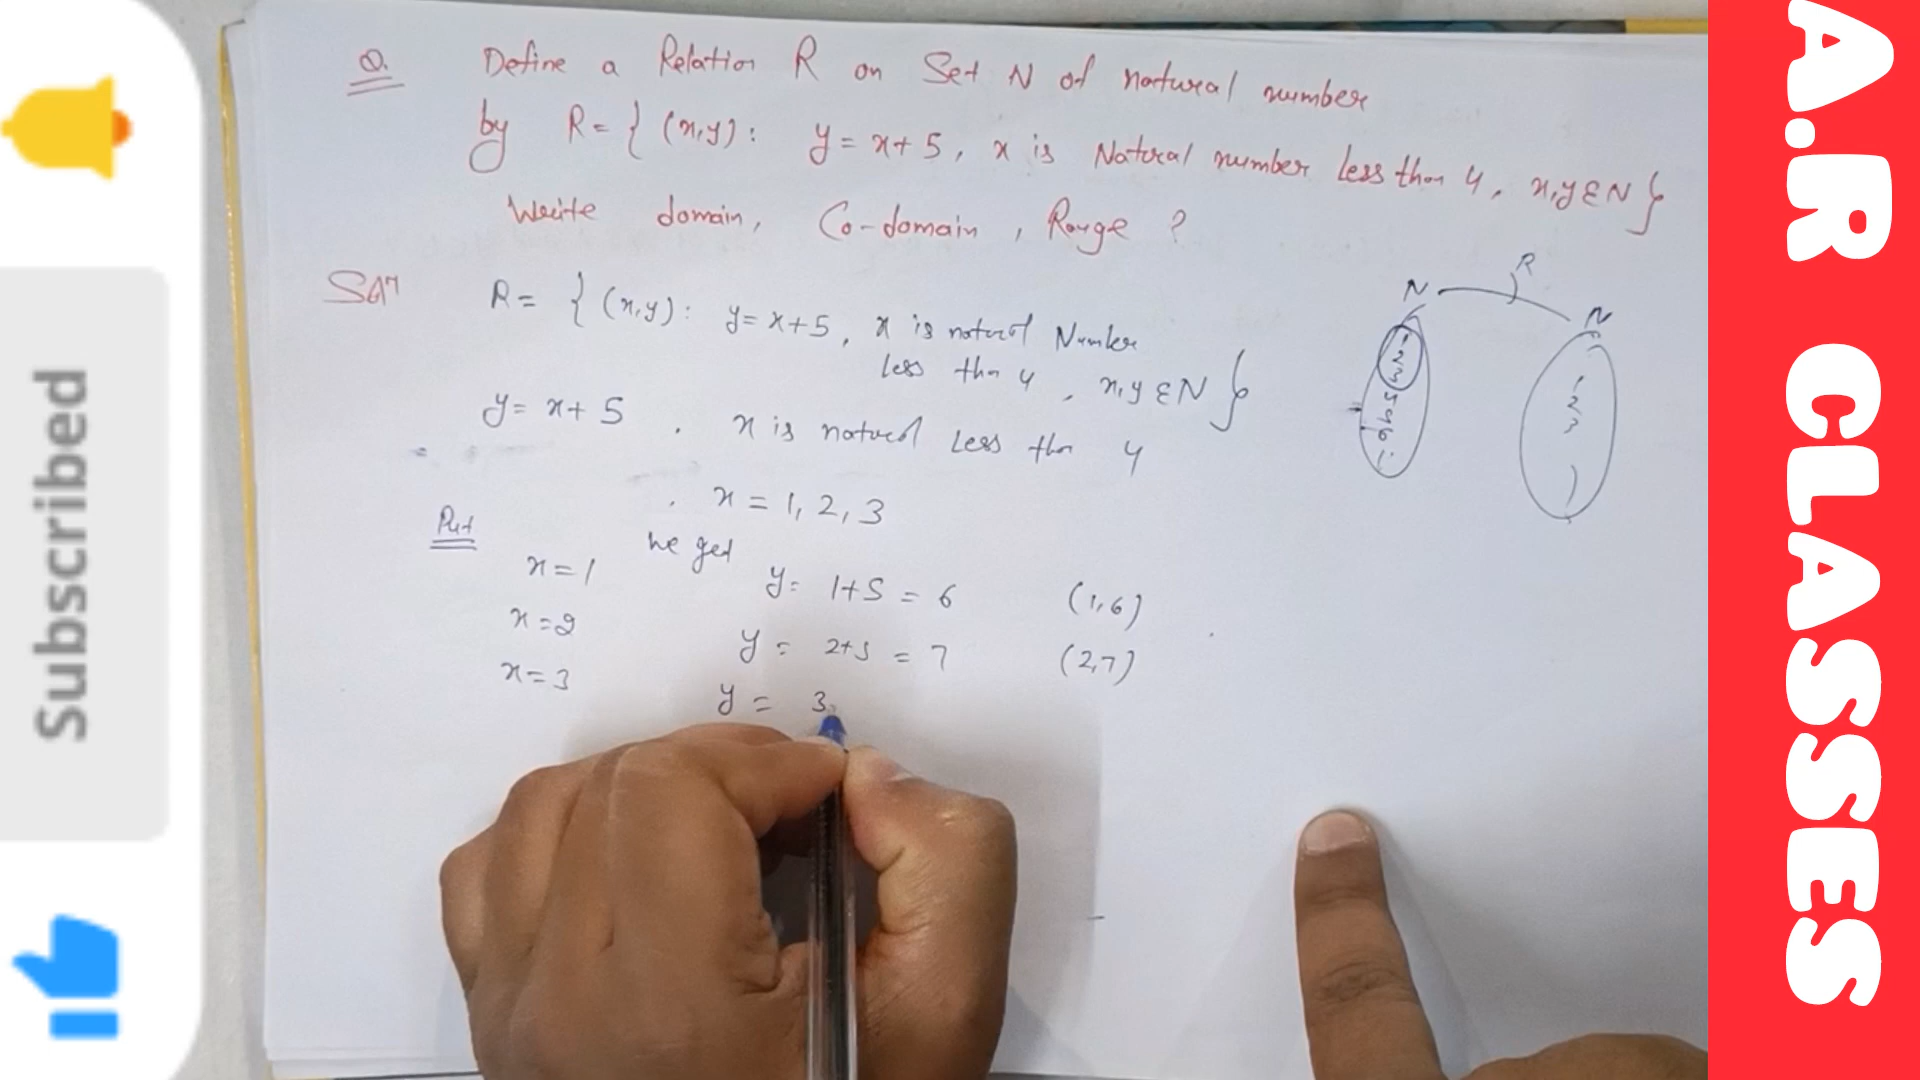 Q. Define a Relation R on Set N of natural number
by R = { (x,y) : y = x+5, x is Natural number less than 4, x,y ∈ N }
Write domain, Co-domain, Range ?
Sol^n R = { (x,y) : y = x+5, x is natural Number
less than 4, x,y ∈ N }
y = x+5, x is natural less than 4
x = 1, 2, 3
Put we get
x = 1 y = 1+5 = 6 (1,6)
x = 2 y = 2+5 = 7 (2,7)
x = 3 y = 3
R
N N
1 1
2 2
3 3
4
5
6
Subscribed
A.R CLASSES